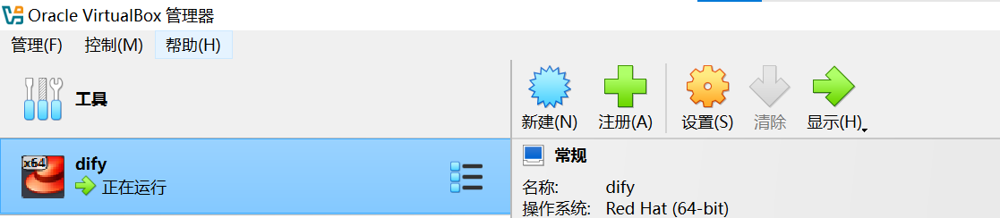 Oracle VirtualBox 管理器
管理(F) 控制(M) 帮助(H)
工具
新建(N) 注册(A) 设置(S) 清除 显示(H)
x64
dify
正在运行
常规
名称: dify
操作系统: Red Hat (64-bit)